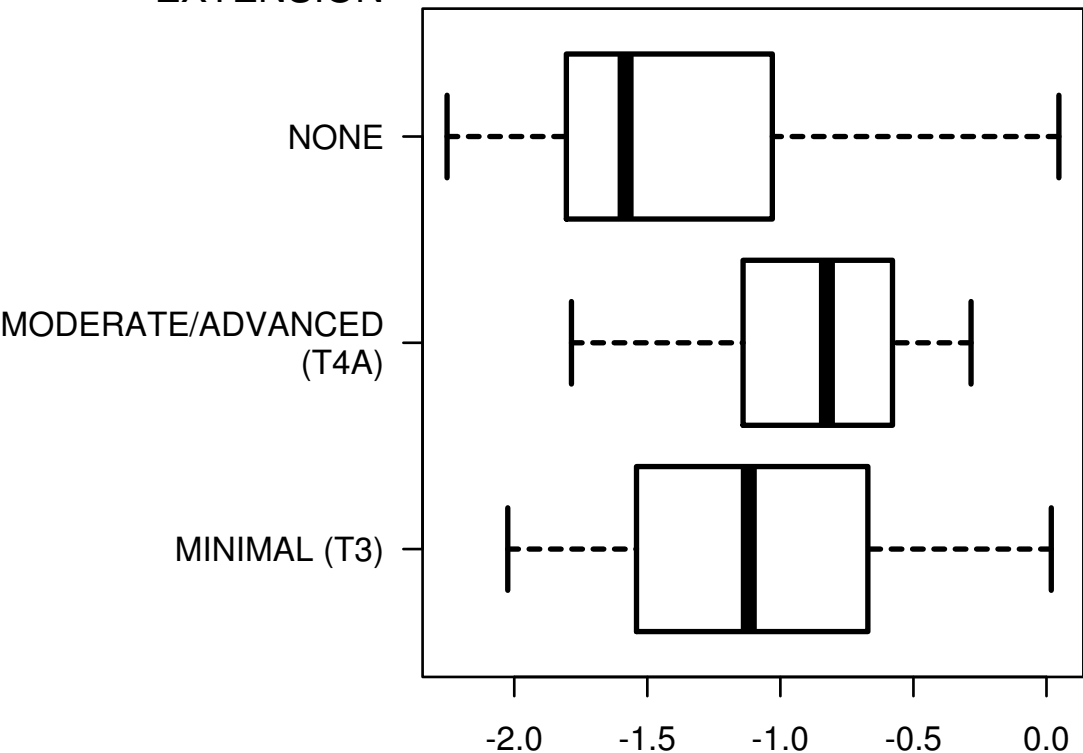 EXTENSION
NONE
MODERATE/ADVANCED
(T4A)
MINIMAL (T3)
-2.0 -1.5 -1.0 -0.5 0.0